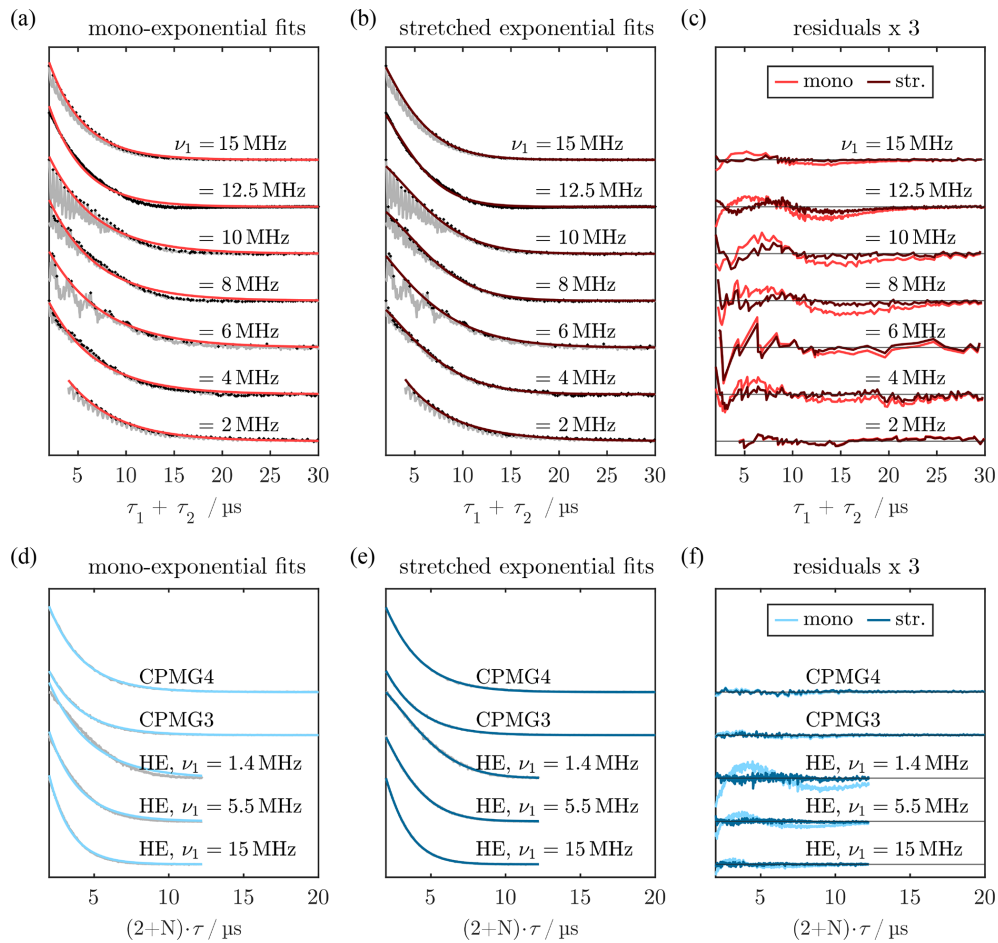 (a)
mono-exponential fits
ν₁ = 15 MHz
= 12.5 MHz
= 10 MHz
= 8 MHz
= 6 MHz
= 4 MHz
= 2 MHz
5 10 15 20 25 30
τ₁ + τ₂ / µs
(b)
stretched exponential fits
ν₁ = 15 MHz
= 12.5 MHz
= 10 MHz
= 8 MHz
= 6 MHz
= 4 MHz
= 2 MHz
5 10 15 20 25 30
τ₁ + τ₂ / µs
(c)
residuals x 3
mono str.
ν₁ = 15 MHz
= 12.5 MHz
= 10 MHz
= 8 MHz
= 6 MHz
= 4 MHz
= 2 MHz
5 10 15 20 25 30
τ₁ + τ₂ / µs
(d)
mono-exponential fits
CPMG4
CPMG3
HE, ν₁ = 1.4 MHz
HE, ν₁ = 5.5 MHz
HE, ν₁ = 15 MHz
5 10 15 20
(2+N)·τ / µs
(e)
stretched exponential fits
CPMG4
CPMG3
HE, ν₁ = 1.4 MHz
HE, ν₁ = 5.5 MHz
HE, ν₁ = 15 MHz
5 10 15 20
(2+N)·τ / µs
(f)
residuals x 3
mono str.
CPMG4
CPMG3
HE, ν₁ = 1.4 MHz
HE, ν₁ = 5.5 MHz
HE, ν₁ = 15 MHz
5 10 15 20
(2+N)·τ / µs